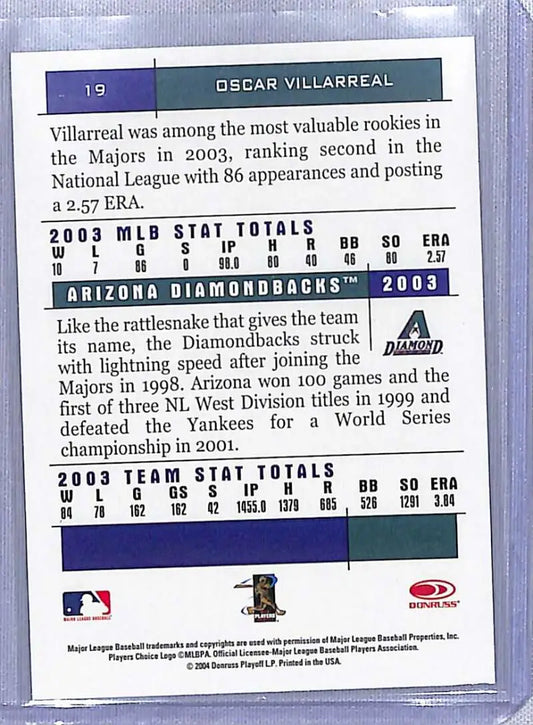 19 OSCAR VILLARREAL
Villarreal was among the most valuable rookies in
the Majors in 2003, ranking second in the
National League with 86 appearances and posting
a 2.57 ERA.
2003 MLB STAT TOTALS
W L G S IP H R BB SO ERA
10 7 86 0 98.0 80 40 46 80 2.57
ARIZONA DIAMONDBACKS™ 2003
Like the rattlesnake that gives the team
its name, the Diamondbacks struck
with lightning speed after joining the
Majors in 1998. Arizona won 100 games and the
first of three NL West Division titles in 1999 and
defeated the Yankees for a World Series
championship in 2001.
A
DIAMOND
2003 TEAM STAT TOTALS
W L G GS S IP H R BB SO ERA
84 78 162 162 42 1455.0 1379 685 526 1291 3.84
MAJOR LEAGUE BASEBALL
PLAYERS
DONRUSS
Major League Baseball trademarks and copyrights are used with permission of Major League Baseball Properties, Inc.
Players Choice Logo ©MLBPA. Official Licensee-Major League Baseball Players Association.
© 2004 Donruss Playoff L.P. Printed in the USA.